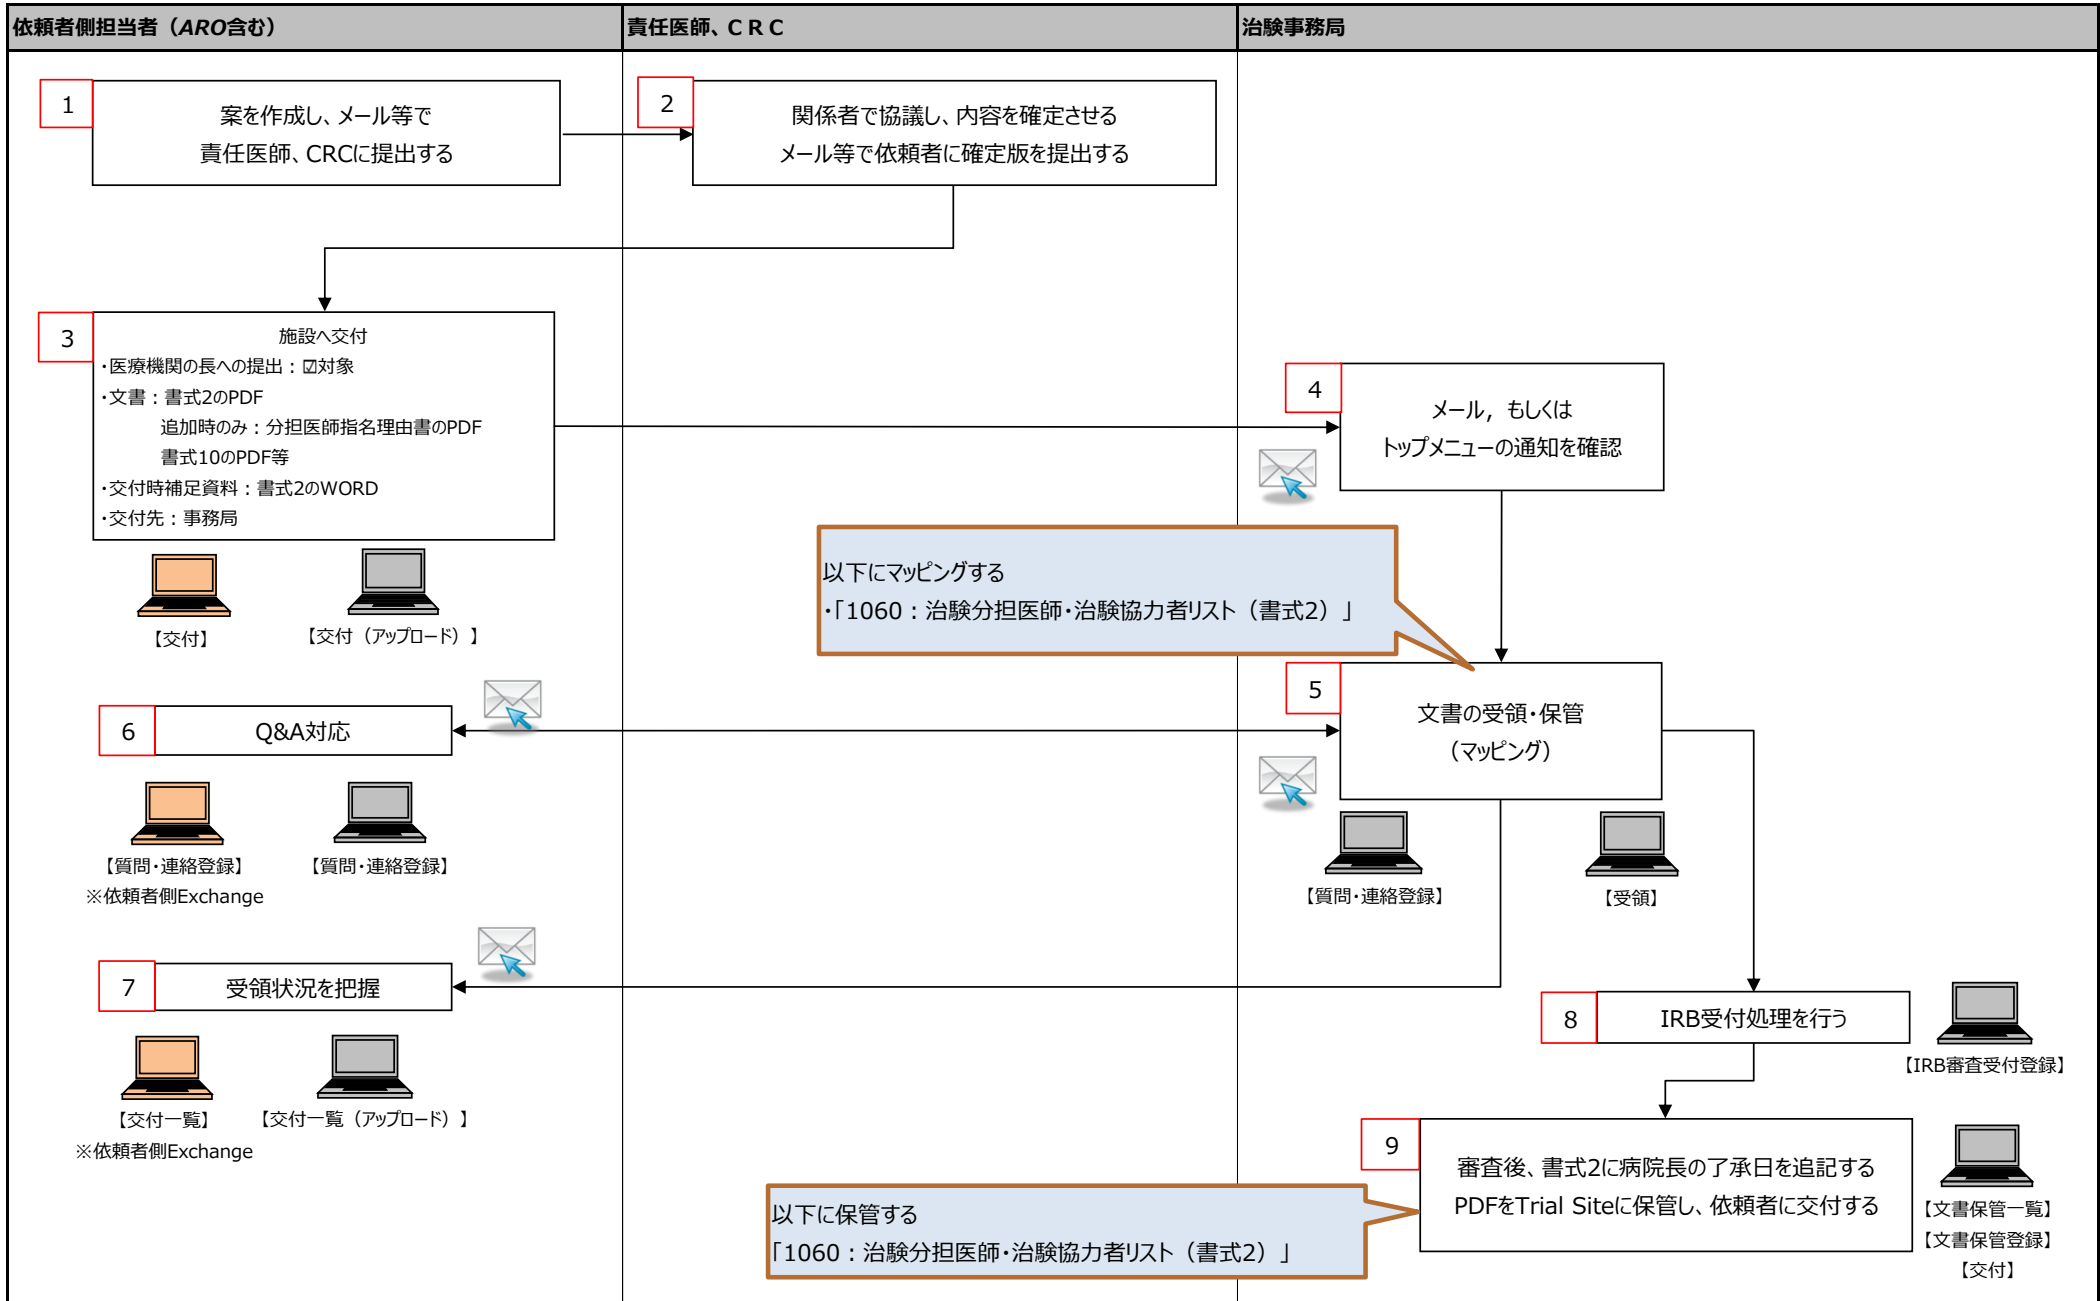 依頼者側担当者（ARO含む）
責任医師、ＣＲＣ
治験事務局
1
案を作成し、メール等で
責任医師、CRCに提出する
2
関係者で協議し、内容を確定させる
メール等で依頼者に確定版を提出する
3
施設へ交付
・医療機関の長への提出：☑対象
・文書：書式2のPDF
追加時のみ：分担医師指名理由書のPDF
書式10のPDF等
・交付時補足資料：書式2のWORD
・交付先：事務局
【交付】
【交付（アップロード）】
4
メール，もしくは
トップメニューの通知を確認
以下にマッピングする
・「1060：治験分担医師・治験協力者リスト（書式2）」
5
文書の受領・保管
（マッピング）
【質問・連絡登録】
【受領】
6
Q&A対応
【質問・連絡登録】
※依頼者側Exchange
【質問・連絡登録】
7
受領状況を把握
【交付一覧】
※依頼者側Exchange
【交付一覧（アップロード）】
8
IRB受付処理を行う
【IRB審査受付登録】
9
審査後、書式2に病院長の了承日を追記する
PDFをTrial Siteに保管し、依頼者に交付する
以下に保管する
「1060：治験分担医師・治験協力者リスト（書式2）」
【文書保管一覧】
【文書保管登録】
【交付】